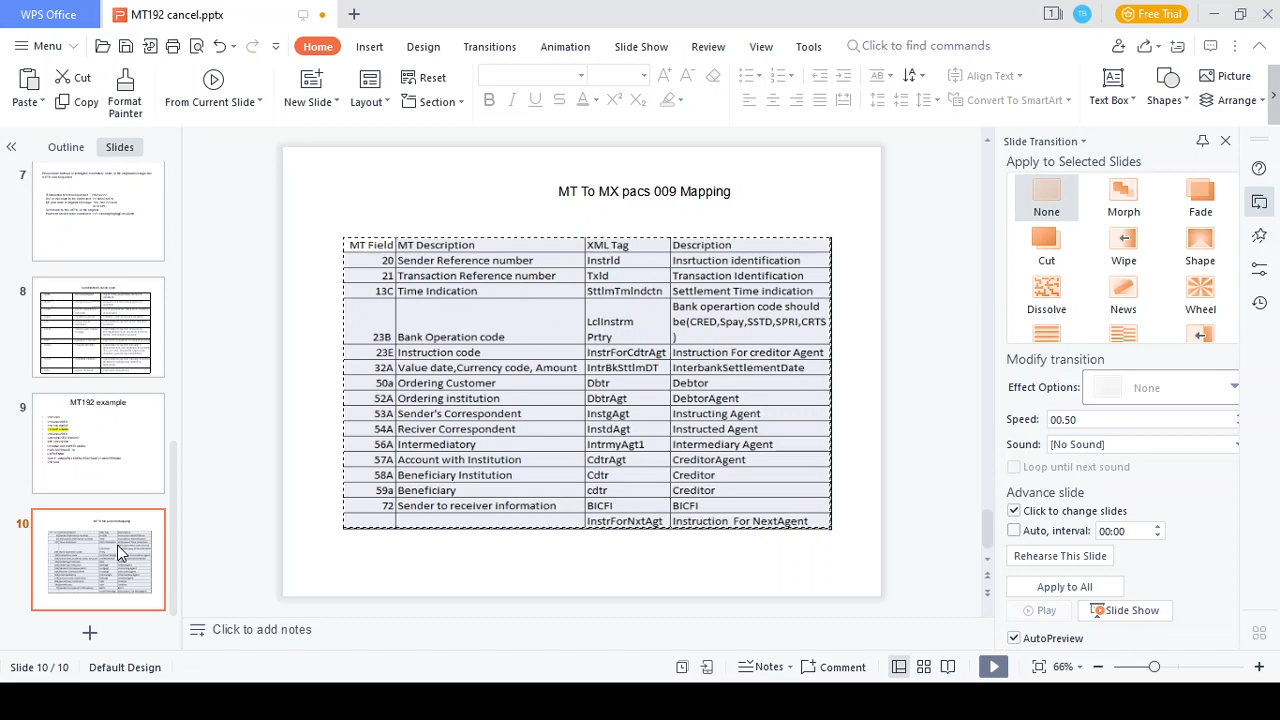 WPS Office
MT192 cancel.pptx
1
TB
Free Trial
Menu
Home
Insert
Design
Transitions
Animation
Slide Show
Review
View
Tools
Click to find commands
Paste
Cut
Copy
Format
Painter
From Current Slide
New Slide
Layout
Reset
Section
B I U S A X² X₂
AB
Align Text
Convert To SmartArt
Text Box
Shapes
Picture
Arrange
Outline
Slides
7
8
9
MT192 example
10
MT To MX pacs 009 Mapping
MT Field MT Description XML Tag Description
20 Sender Reference number InstrId Insrtuction identification
21 Transaction Reference number TxId Transaction Identification
13C Time Indication SttlmTmIndctn Settlement Time indication
Bank operartion code should
LclInstrm be(CRED,Spay,SSTD,SPRI,CRTS
23B Bank Operation code Prtry )
23E Instruction code InstrForCdtrAgt Instruction For creditor Agent
32A Value date,Currency code, Amount IntrBkSttlmDT InterbankSettlementDate
50a Ordering Customer Dbtr Debtor
52A Ordering institution DbtrAgt DebtorAgent
53A Sender's Correspondent InstgAgt Instructing Agent
54A Reciver Correspondent InstdAgt Instructed Agent
56A Intermediatory IntrmyAgt1 Intermediary Agent
57A Account with Institution CdtrAgt CreditorAgent
58A Beneficiary Institution Cdtr Creditor
59a Beneficiary cdtr Creditor
72 Sender to receiver information BICFI BICFI
InstrForNxtAgt Instruction For NextAgent
Click to add notes
Slide Transition
Apply to Selected Slides
None
Morph
Fade
Cut
Wipe
Shape
Dissolve
News
Wheel
Modify transition
Effect Options:
None
Speed: 00.50
Sound: [No Sound]
Loop until next sound
Advance slide
Click to change slides
Auto, interval: 00:00
Rehearse This Slide
Apply to All
Play
Slide Show
AutoPreview
Slide 10 / 10
Default Design
Notes
Comment
66%